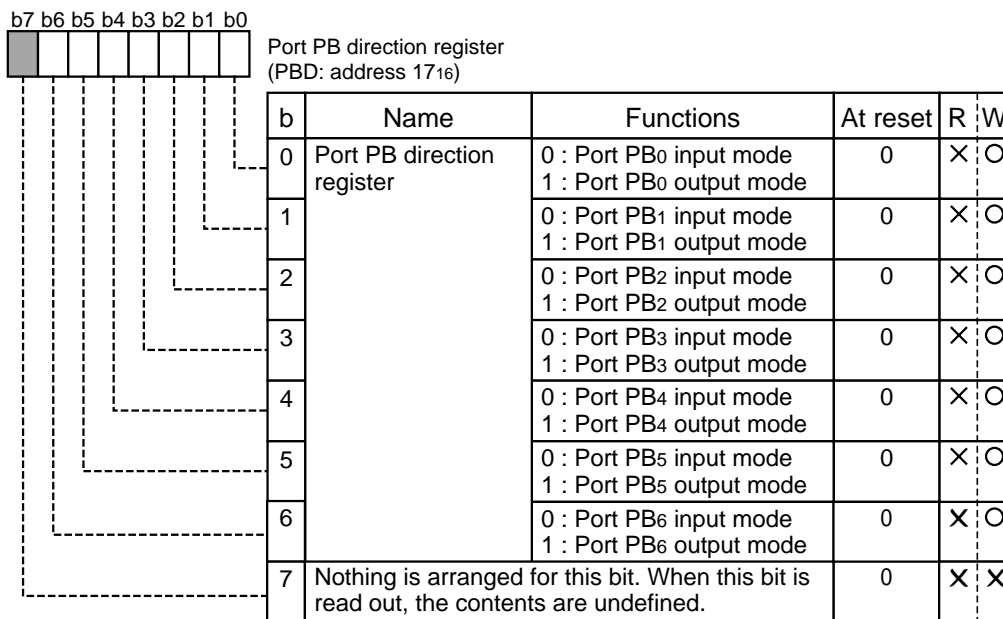 b7 b6 b5 b4 b3 b2 b1 b0
Port PB direction register
(PBD: address 17₁₆)
b Name Functions At reset R W
0 Port PB direction register 0 : Port PB₀ input mode 0 × ○
1 : Port PB₀ output mode
1 0 : Port PB₁ input mode 0 × ○
1 : Port PB₁ output mode
2 0 : Port PB₂ input mode 0 × ○
1 : Port PB₂ output mode
3 0 : Port PB₃ input mode 0 × ○
1 : Port PB₃ output mode
4 0 : Port PB₄ input mode 0 × ○
1 : Port PB₄ output mode
5 0 : Port PB₅ input mode 0 × ○
1 : Port PB₅ output mode
6 0 : Port PB₆ input mode 0 × ○
1 : Port PB₆ output mode
7 Nothing is arranged for this bit. When this bit is 0 × ×
read out, the contents are undefined.